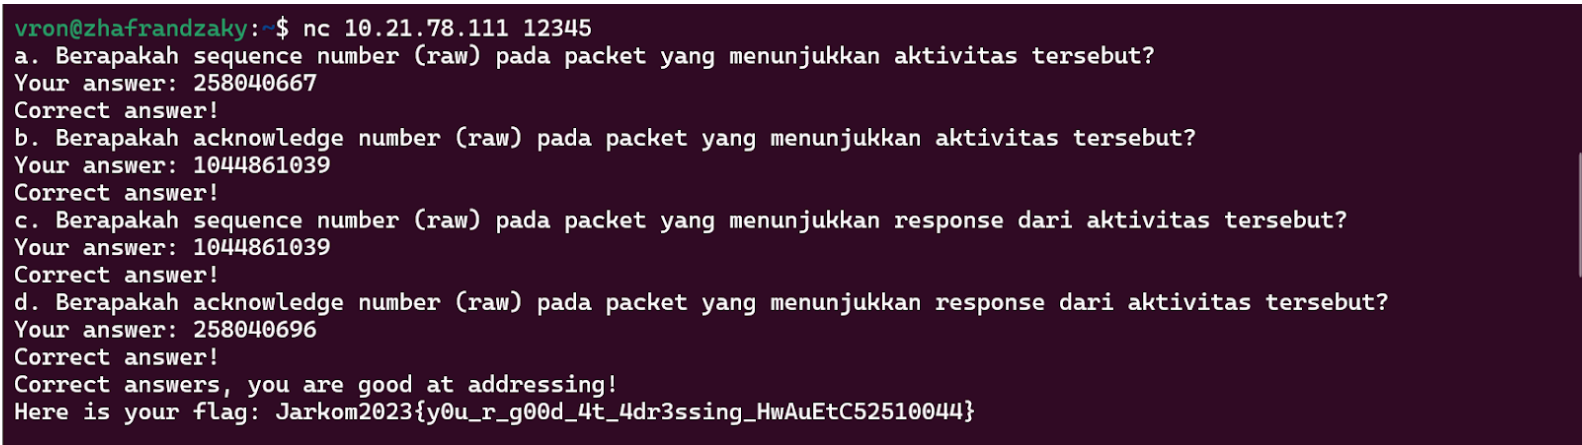 vron@zhafrandzaky:~$ nc 10.21.78.111 12345
a. Berapakah sequence number (raw) pada packet yang menunjukkan aktivitas tersebut?
Your answer: 258040667
Correct answer!
b. Berapakah acknowledge number (raw) pada packet yang menunjukkan aktivitas tersebut?
Your answer: 1044861039
Correct answer!
c. Berapakah sequence number (raw) pada packet yang menunjukkan response dari aktivitas tersebut?
Your answer: 1044861039
Correct answer!
d. Berapakah acknowledge number (raw) pada packet yang menunjukkan response dari aktivitas tersebut?
Your answer: 258040696
Correct answer!
Correct answers, you are good at addressing!
Here is your flag: Jarkom2023{y0u_r_g00d_4t_4dr3ssing_HwAuEtC52510044}